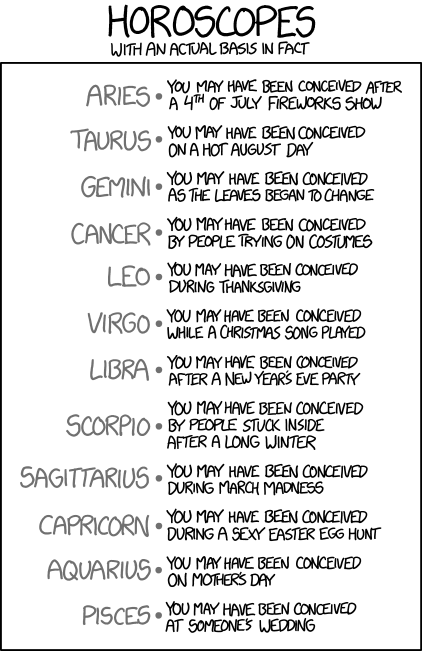 HOROSCOPES
WITH AN ACTUAL BASIS IN FACT
ARIES • YOU MAY HAVE BEEN CONCEIVED AFTER
A 4TH OF JULY FIREWORKS SHOW
TAURUS • YOU MAY HAVE BEEN CONCEIVED
ON A HOT AUGUST DAY
GEMINI • YOU MAY HAVE BEEN CONCEIVED
AS THE LEAVES BEGAN TO CHANGE
CANCER • YOU MAY HAVE BEEN CONCEIVED
BY PEOPLE TRYING ON COSTUMES
LEO • YOU MAY HAVE BEEN CONCEIVED
DURING THANKSGIVING
VIRGO • YOU MAY HAVE BEEN CONCEIVED
WHILE A CHRISTMAS SONG PLAYED
LIBRA • YOU MAY HAVE BEEN CONCEIVED
AFTER A NEW YEAR'S EVE PARTY
SCORPIO • YOU MAY HAVE BEEN CONCEIVED
BY PEOPLE STUCK INSIDE
AFTER A LONG WINTER
SAGITTARIUS • YOU MAY HAVE BEEN CONCEIVED
DURING MARCH MADNESS
CAPRICORN • YOU MAY HAVE BEEN CONCEIVED
DURING A SEXY EASTER EGG HUNT
AQUARIUS • YOU MAY HAVE BEEN CONCEIVED
ON MOTHER'S DAY
PISCES • YOU MAY HAVE BEEN CONCEIVED
AT SOMEONE'S WEDDING